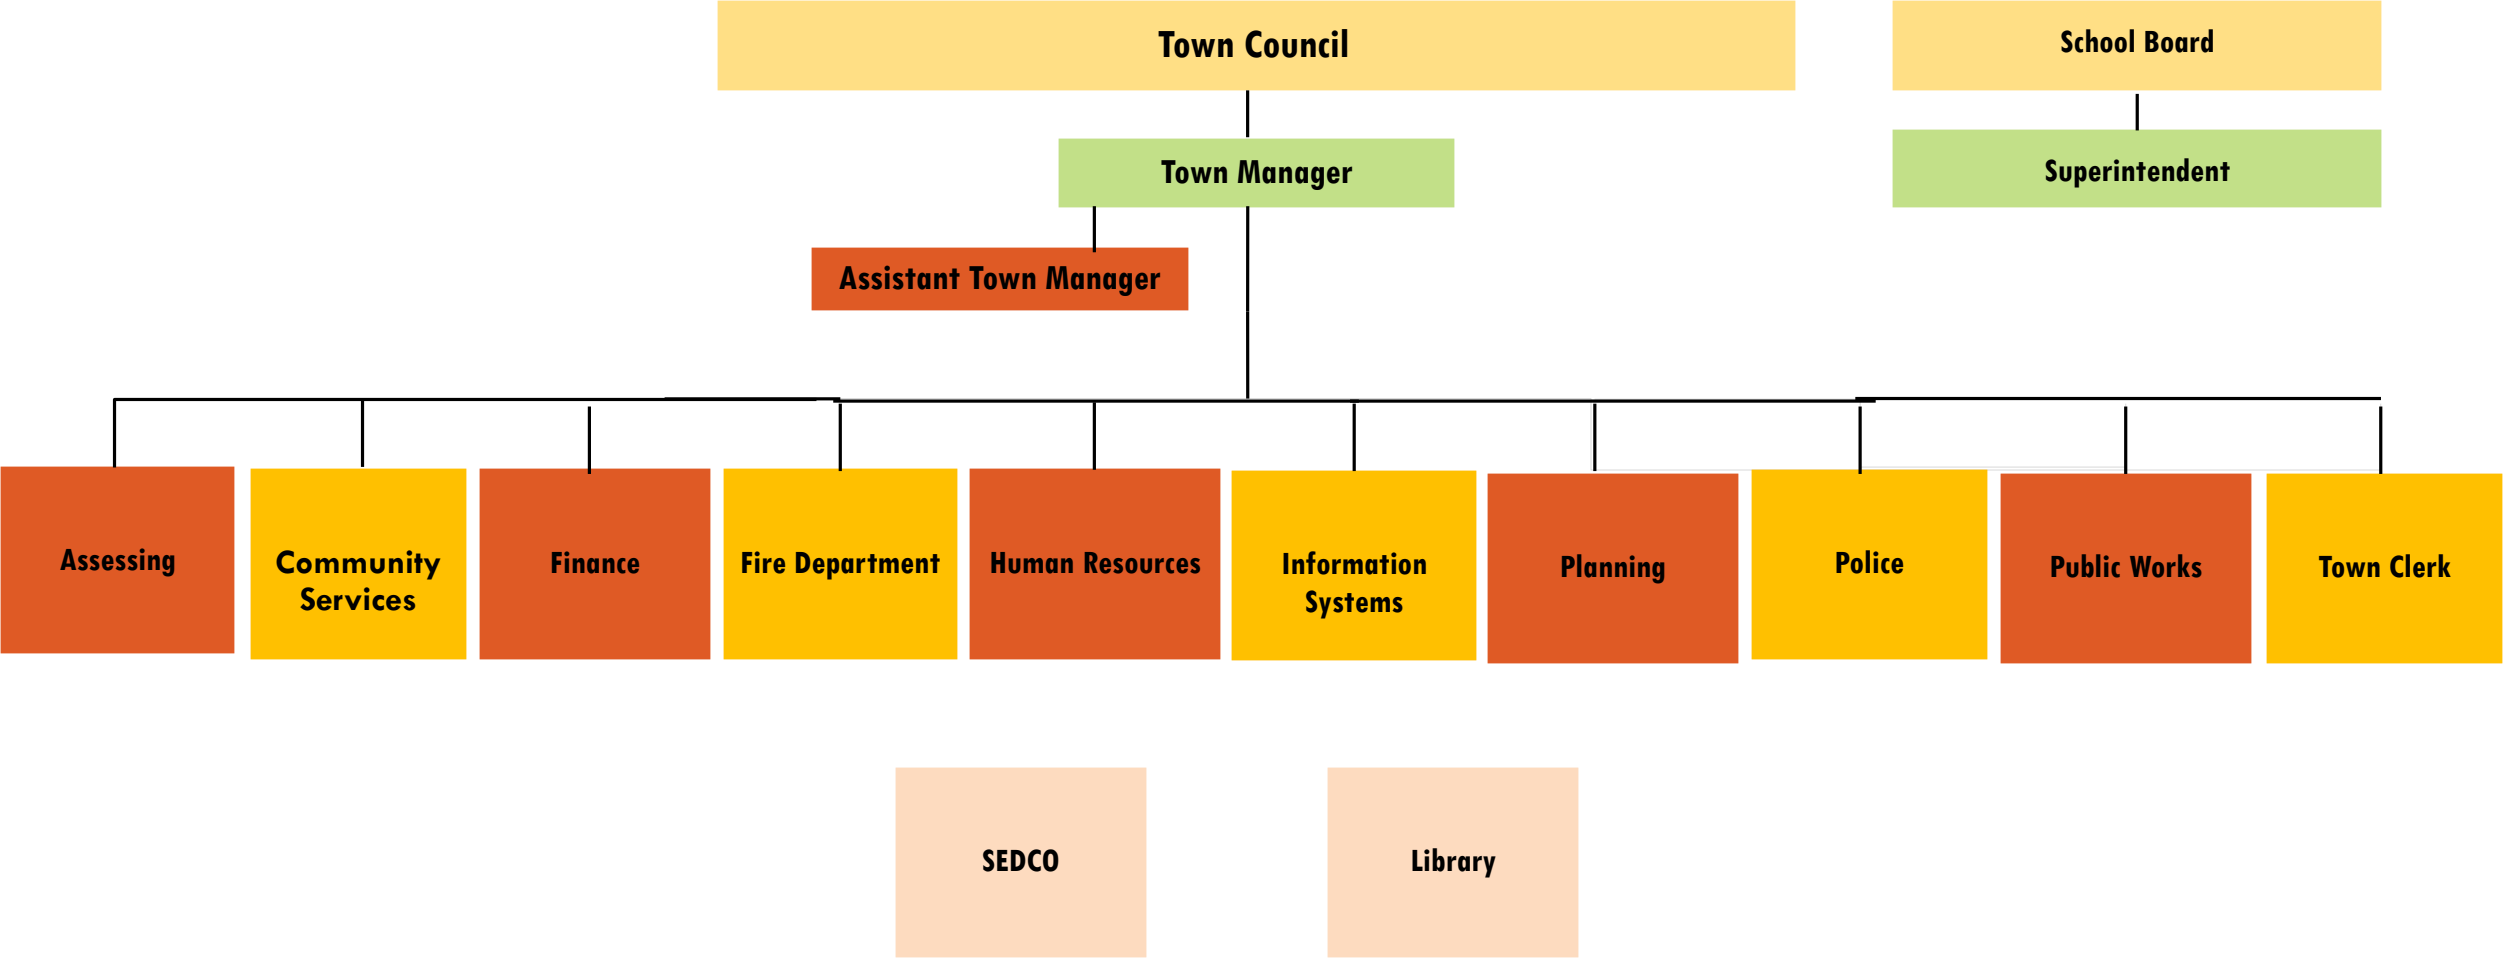 Town Council
School Board
Town Manager
Superintendent
Assistant Town Manager
Assessing
Community
Services
Finance
Fire Department
Human Resources
Information
Systems
Planning
Police
Public Works
Town Clerk
SEDCO
Library